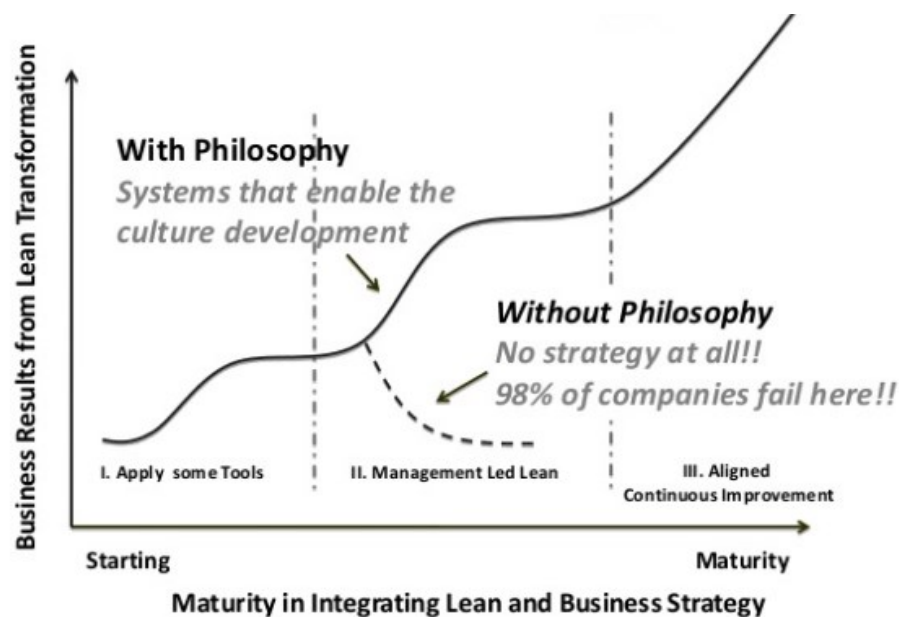 Business Results from Lean Transformation
With Philosophy
Systems that enable the
culture development
Without Philosophy
No strategy at all!!
98% of companies fail here!!
I. Apply some Tools
II. Management Led Lean
III. Aligned
Continuous Improvement
Starting
Maturity
Maturity in Integrating Lean and Business Strategy